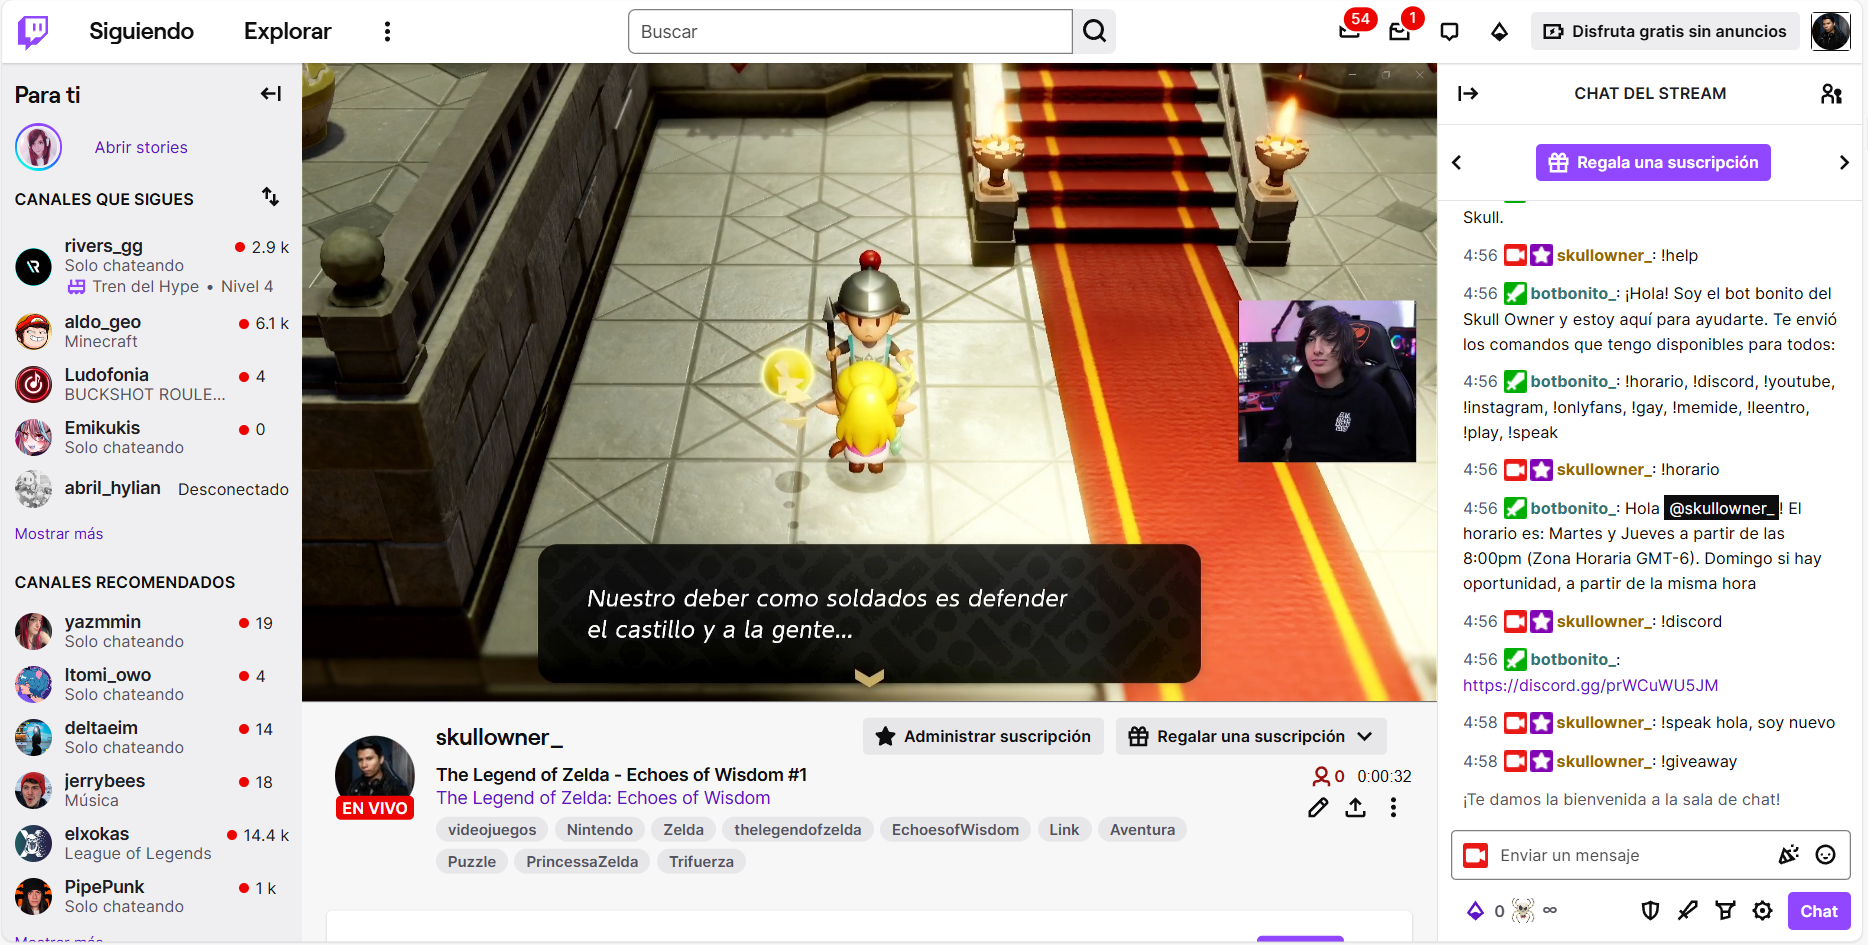 Siguiendo
Explorar
Buscar
54
1
Disfruta gratis sin anuncios
Para ti
Abrir stories
CANALES QUE SIGUES
rivers_gg
2.9 k
Solo chateando
Tren del Hype • Nivel 4
aldo_geo
6.1 k
Minecraft
Ludofonia
4
BUCKSHOT ROULE...
Emikukis
0
Solo chateando
abril_hylian
Desconectado
Mostrar más
CANALES RECOMENDADOS
yazmmin
19
Solo chateando
Itomi_owo
4
Solo chateando
deltaeim
14
Solo chateando
jerrybees
18
Música
elxokas
14.4 k
League of Legends
PipePunk
1 k
Solo chateando
Mostrar más
Nuestro deber como soldados es defender
el castillo y a la gente...
EN VIVO
skullowner_
Administrar suscripción
Regalar una suscripción
The Legend of Zelda - Echoes of Wisdom #1
0
0:00:32
The Legend of Zelda: Echoes of Wisdom
videojuegos
Nintendo
Zelda
thelegendofzelda
EchoesofWisdom
Link
Aventura
Puzzle
PrincessaZelda
Trifuerza
CHAT DEL STREAM
Regala una suscripción
Skull.
4:56 skullowner_: !help
4:56 botbonito_: ¡Hola! Soy el bot bonito del
Skull Owner y estoy aquí para ayudarte. Te envió
los comandos que tengo disponibles para todos:
4:56 botbonito_: !horario, !discord, !youtube,
!instagram, !onlyfans, !gay, !memide, !leentro,
!play, !speak
4:56 skullowner_: !horario
4:56 botbonito_: Hola @skullowner_! El
horario es: Martes y Jueves a partir de las
8:00pm (Zona Horaria GMT-6). Domingo si hay
oportunidad, a partir de la misma hora
4:56 skullowner_: !discord
4:56 botbonito_:
https://discord.gg/prWCuWU5JM
4:58 skullowner_: !speak hola, soy nuevo
4:58 skullowner_: !giveaway
¡Te damos la bienvenida a la sala de chat!
Enviar un mensaje
0
∞
Chat